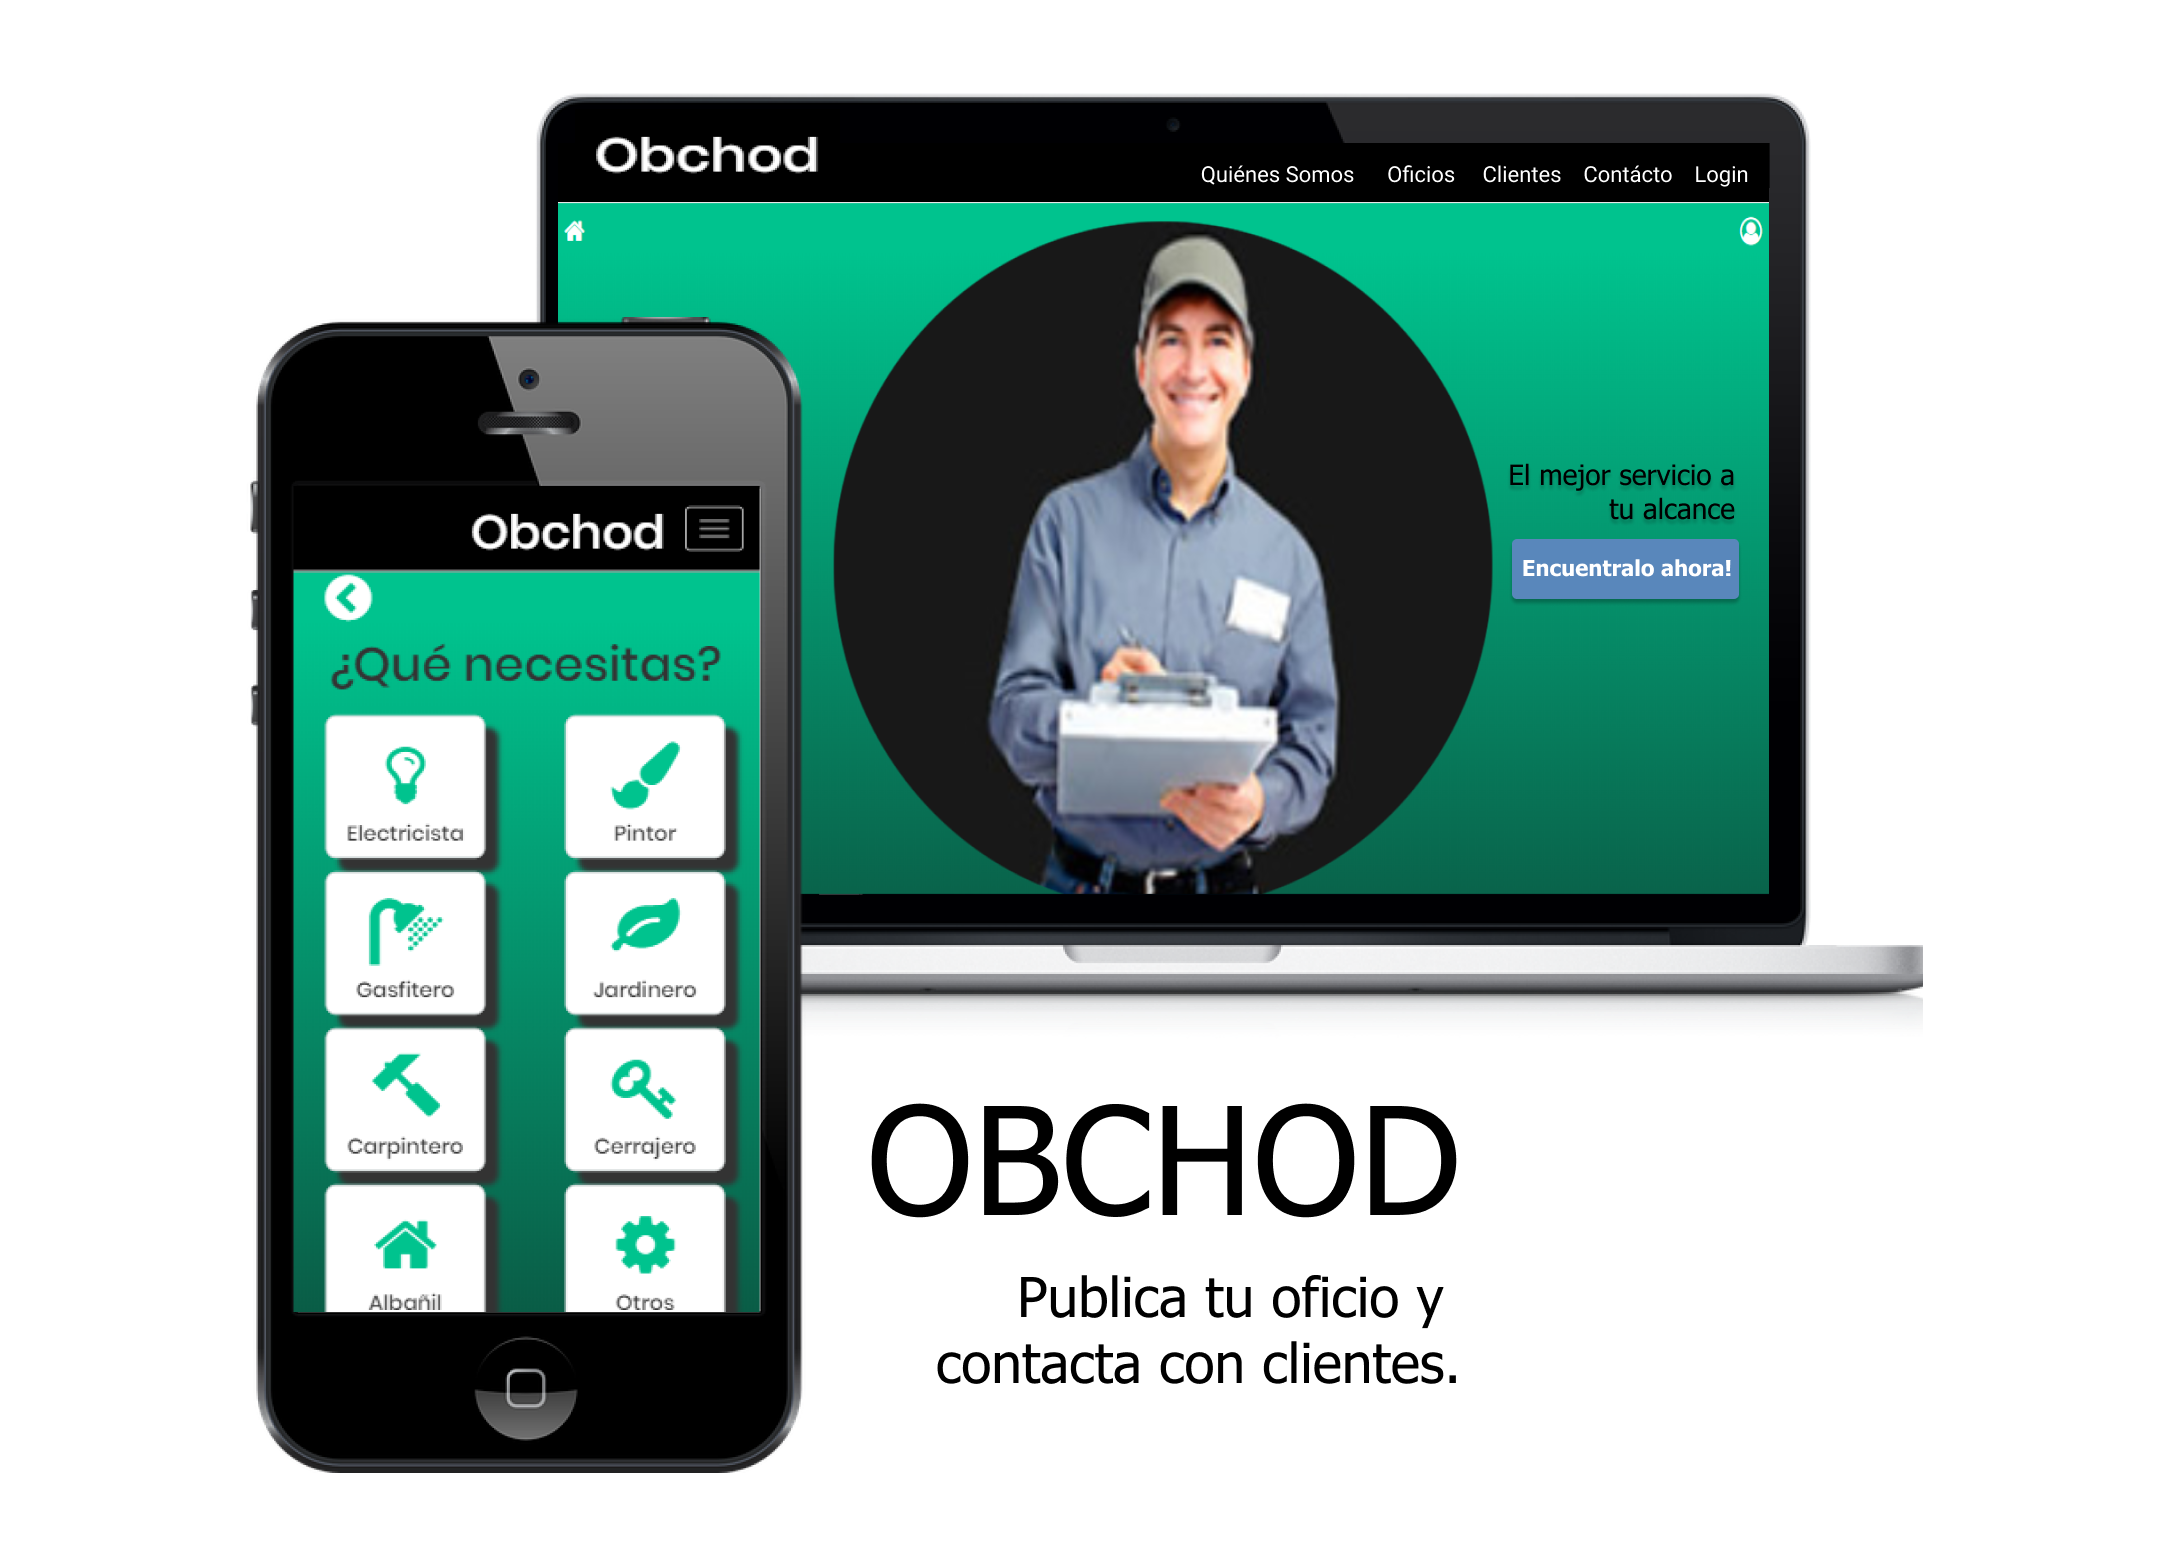 Obchod
Quiénes Somos Oficios Clientes Contácto Login
El mejor servicio a
tu alcance
Encuentralo ahora!
Obchod
¿Qué necesitas?
Electricista Pintor
Gasfitero Jardinero
Carpintero Cerrajero
Albañil Otros
OBCHOD
Publica tu oficio y
contacta con clientes.